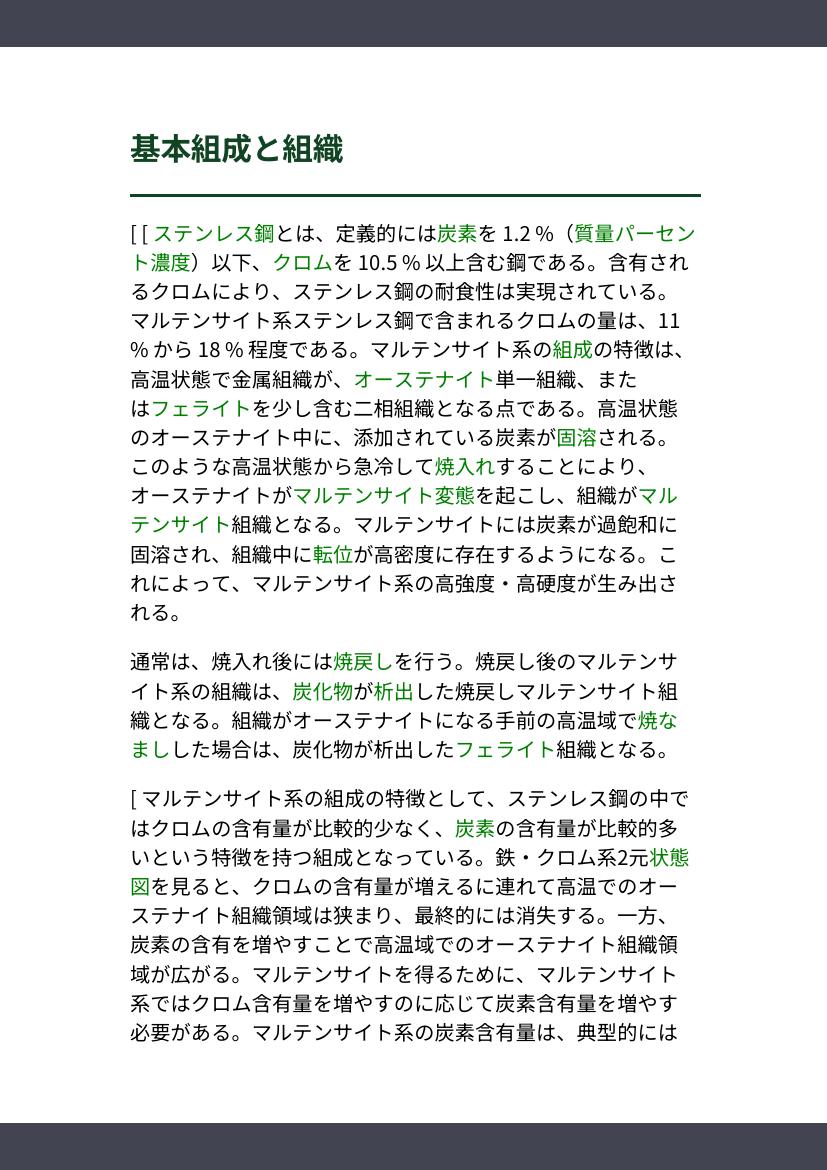 基本組成と組織
[ [ ステンレス鋼とは、定義的には炭素を 1.2 %（質量パーセン
ト濃度）以下、クロムを 10.5 % 以上含む鋼である。含有され
るクロムにより、ステンレス鋼の耐食性は実現されている。
マルテンサイト系ステンレス鋼で含まれるクロムの量は、11
% から 18 % 程度である。マルテンサイト系の組成の特徴は、
高温状態で金属組織が、オーステナイト単一組織、また
はフェライトを少し含む二相組織となる点である。高温状態
のオーステナイト中に、添加されている炭素が固溶される。
このような高温状態から急冷して焼入れすることにより、
オーステナイトがマルテンサイト変態を起こし、組織がマル
テンサイト組織となる。マルテンサイトには炭素が過飽和に
固溶され、組織中に転位が高密度に存在するようになる。こ
れによって、マルテンサイト系の高強度・高硬度が生み出さ
れる。
通常は、焼入れ後には焼戻しを行う。焼戻し後のマルテンサ
イト系の組織は、炭化物が析出した焼戻しマルテンサイト組
織となる。組織がオーステナイトになる手前の高温域で焼な
ましした場合は、炭化物が析出したフェライト組織となる。
[ マルテンサイト系の組成の特徴として、ステンレス鋼の中で
はクロムの含有量が比較的少なく、炭素の含有量が比較的多
いという特徴を持つ組成となっている。鉄・クロム系2元状態
図を見ると、クロムの含有量が増えるに連れて高温でのオー
ステナイト組織領域は狭まり、最終的には消失する。一方、
炭素の含有を増やすことで高温域でのオーステナイト組織領
域が広がる。マルテンサイトを得るために、マルテンサイト
系ではクロム含有量を増やすのに応じて炭素含有量を増やす
必要がある。マルテンサイト系の炭素含有量は、典型的には